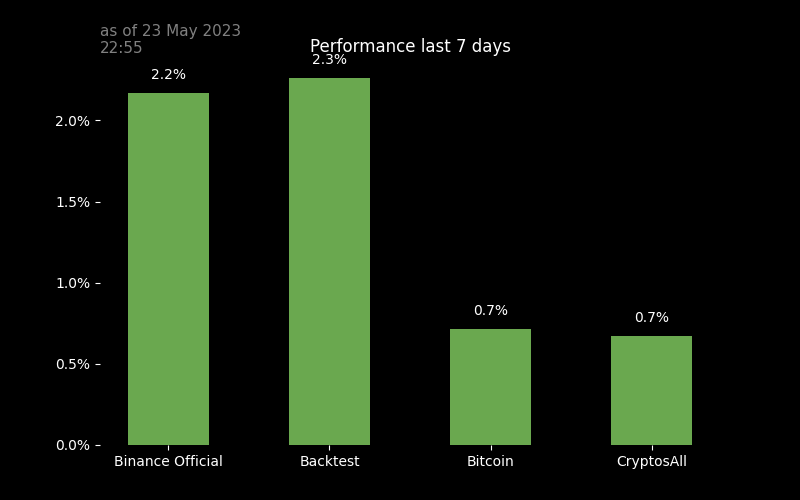 as of 23 May 2023
22:55
Performance last 7 days
2.2%
2.3%
0.7%
0.7%
2.0%
1.5%
1.0%
0.5%
0.0%
Binance Official
Backtest
Bitcoin
CryptosAll